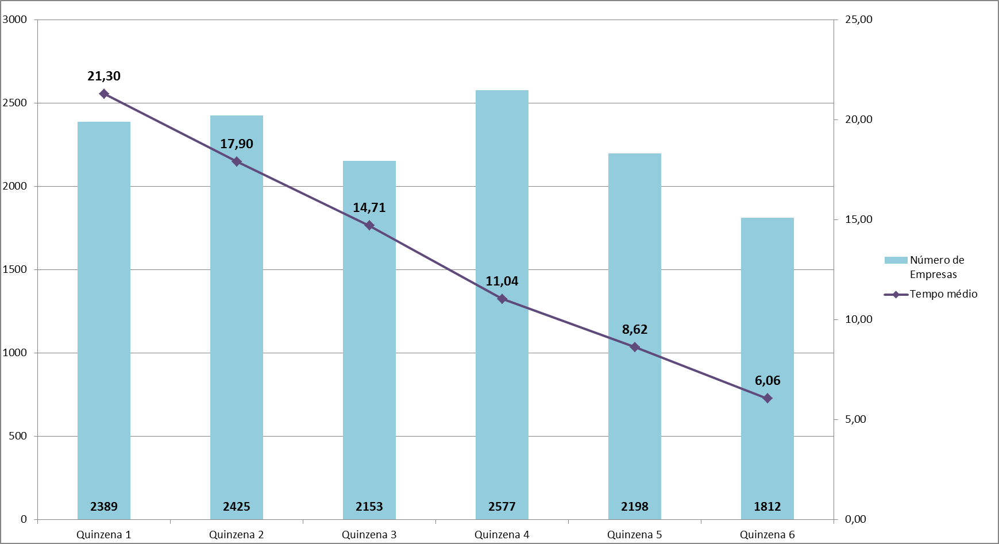 3000
2500
2000
1500
1000
500
0
25,00
20,00
15,00
10,00
5,00
0,00
21,30
17,90
14,71
11,04
8,62
6,06
2389
2425
2153
2577
2198
1812
Quinzena 1
Quinzena 2
Quinzena 3
Quinzena 4
Quinzena 5
Quinzena 6
Número de
Empresas
Tempo médio